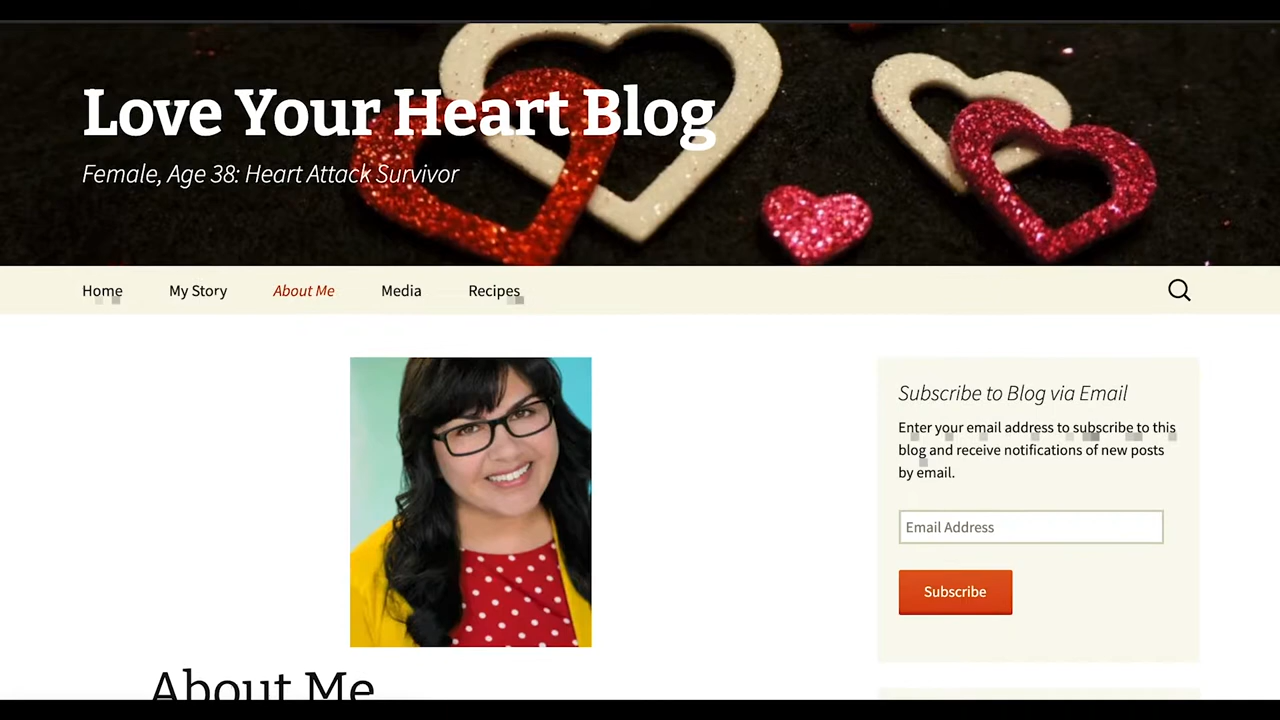 Love Your Heart Blog
Female, Age 38: Heart Attack Survivor
Home My Story About Me Media Recipes
Subscribe to Blog via Email
Enter your email address to subscribe to this
blog and receive notifications of new posts
by email.
Email Address
Subscribe
About Me